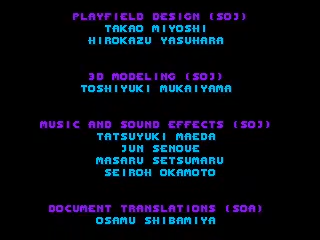 PLAYFIELD DESIGN (SOJ)
TAKAO MIYOSHI
HIROKAZU YASUHARA
3D MODELING (SOJ)
TOSHIYUKI MUKAIYAMA
MUSIC AND SOUND EFFECTS (SOJ)
TATSUYUKI MAEDA
JUN SENOUE
MASARU SETSUMARU
SEIROH OKAMOTO
DOCUMENT TRANSLATIONS (SOA)
OSAMU SHIBAMIYA